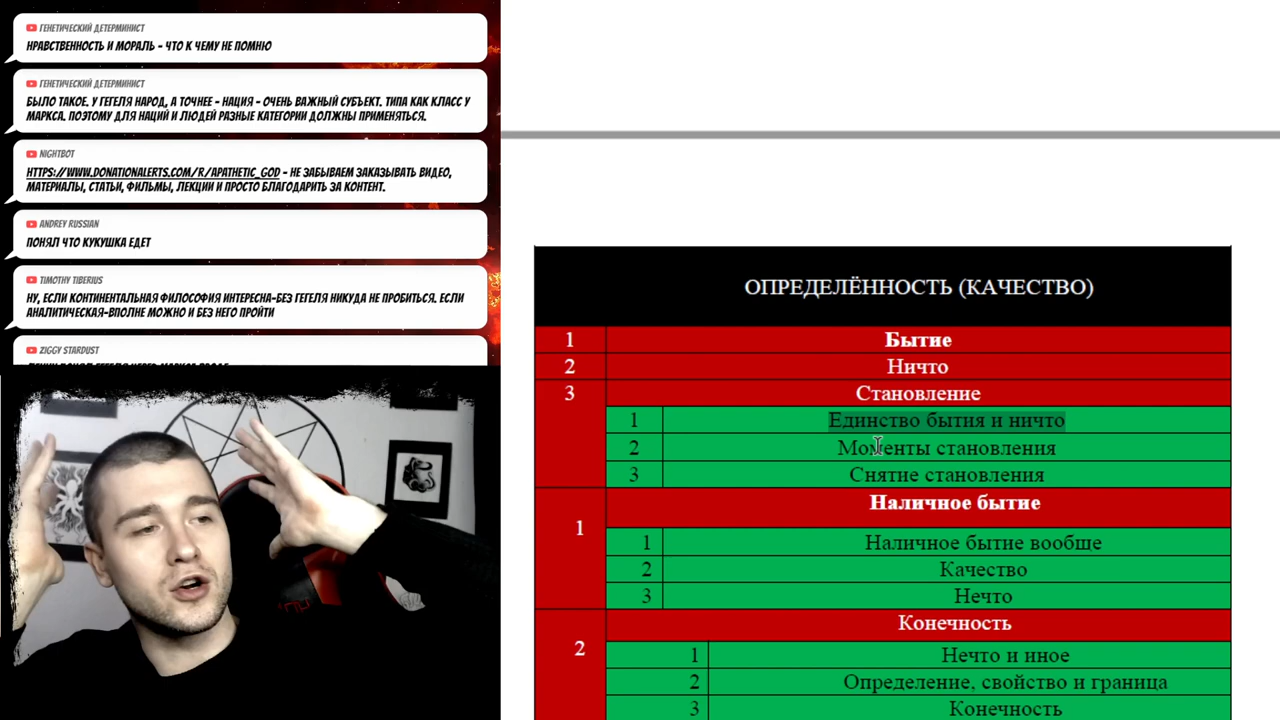 ГЕНЕТИЧЕСКИЙ ДЕТЕРМИНИСТ
НРАВСТВЕННОСТЬ И МОРАЛЬ - ЧТО К ЧЕМУ НЕ ПОМНЮ
ГЕНЕТИЧЕСКИЙ ДЕТЕРМИНИСТ
БЫЛО ТАКОЕ. У ГЕГЕЛЯ НАРОД, А ТОЧНЕЕ - НАЦИЯ - ОЧЕНЬ ВАЖНЫЙ СУБЪЕКТ. ТИПА КАК КЛАСС У
МАРКСА. ПОЭТОМУ ДЛЯ НАЦИЙ И ЛЮДЕЙ РАЗНЫЕ КАТЕГОРИИ ДОЛЖНЫ ПРИМЕНЯТЬСЯ.
NIGHTBOT
HTTPS://WWW.DONATIONALERTS.COM/R/APATHETIC_GOD - НЕ ЗАБЫВАЕМ ЗАКАЗЫВАТЬ ВИДЕО,
МАТЕРИАЛЫ, СТАТЬИ, ФИЛЬМЫ, ЛЕКЦИИ И ПРОСТО БЛАГОДАРИТЬ ЗА КОНТЕНТ.
ANDREY RUSSIAN
ПОНЯЛ ЧТО КУКУШКА ЕДЕТ
TIMOTHY TIBERIUS
НУ, ЕСЛИ КОНТИНЕНТАЛЬНАЯ ФИЛОСОФИЯ ИНТЕРЕСНА-БЕЗ ГЕГЕЛЯ НИКУДА НЕ ПРОБИТЬСЯ. ЕСЛИ
АНАЛИТИЧЕСКАЯ-ВПОЛНЕ МОЖНО И БЕЗ НЕГО ПРОЙТИ
ZIGGY STARDUST
ОПРЕДЕЛЁННОСТЬ (КАЧЕСТВО)
1 Бытие
2 Ничто
3 Становление
1 Единство бытия и ничто
2 Моменты становления
3 Снятие становления
1 Наличное бытие
1 Наличное бытие вообще
2 Качество
3 Нечто
2 Конечность
1 Нечто и иное
2 Определение, свойство и граница
3 Конечность